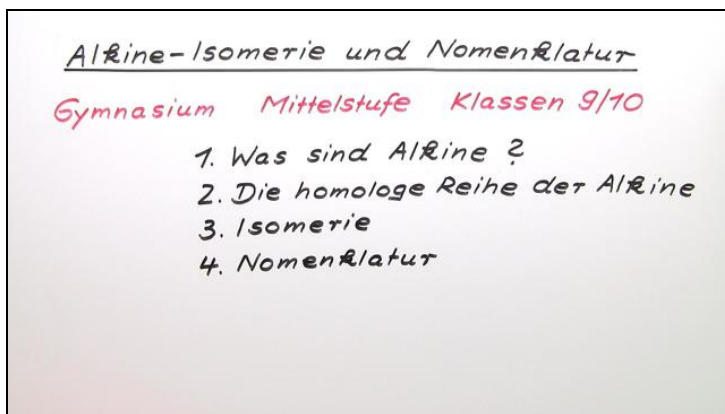 Alkine-Isomerie und Nomenklatur
Gymnasium Mittelstufe Klassen 9/10
1. Was sind Alkine ?
2. Die homologe Reihe der Alkine
3. Isomerie
4. Nomenklatur